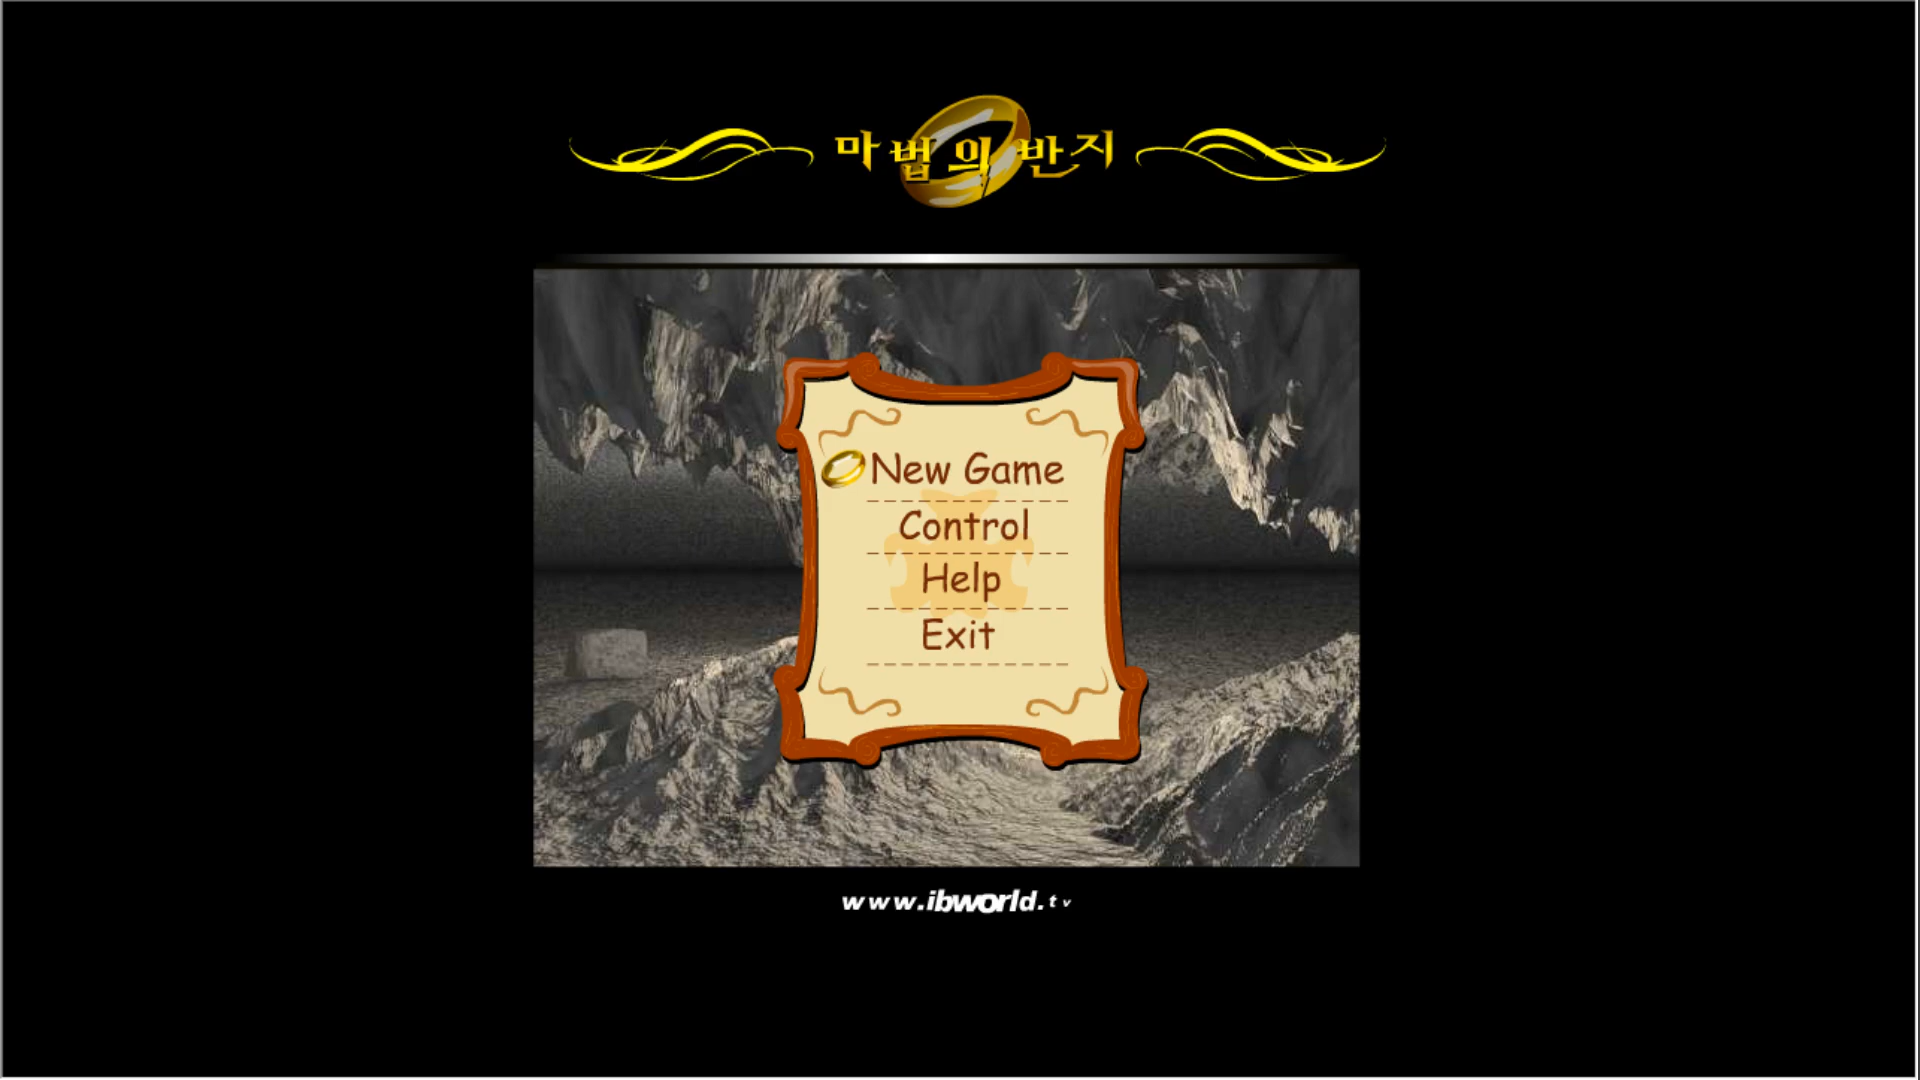 마법의 반지
New Game
Control
Help
Exit
www.ibworld.tv